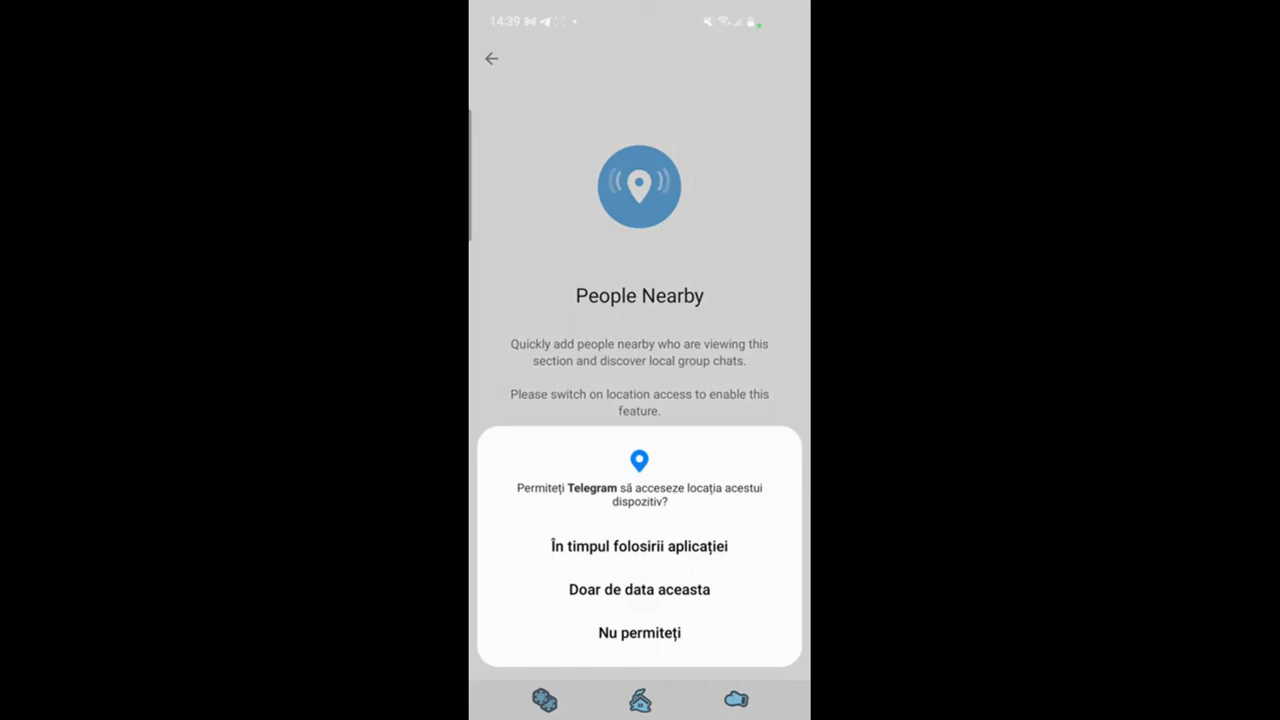 14:39
People Nearby
Quickly add people nearby who are viewing this
section and discover local group chats.
Please switch on location access to enable this
feature.
Permiteți Telegram să acceseze locația acestui
dispozitiv?
În timpul folosirii aplicației
Doar de data aceasta
Nu permiteți